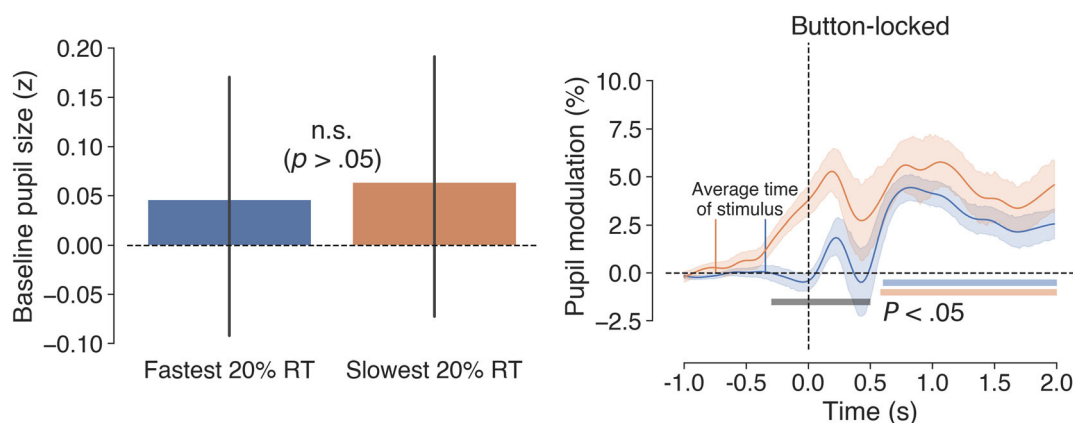 Baseline pupil size (z)
0.20
0.15
0.10
0.05
0.00
−0.05
−0.10
n.s.
(p > .05)
Fastest 20% RT
Slowest 20% RT
Button-locked
Pupil modulation (%)
10.0
7.5
5.0
2.5
0.0
−2.5
Average time
of stimulus
P < .05
-1.0 -0.5 0.0 0.5 1.0 1.5 2.0
Time (s)